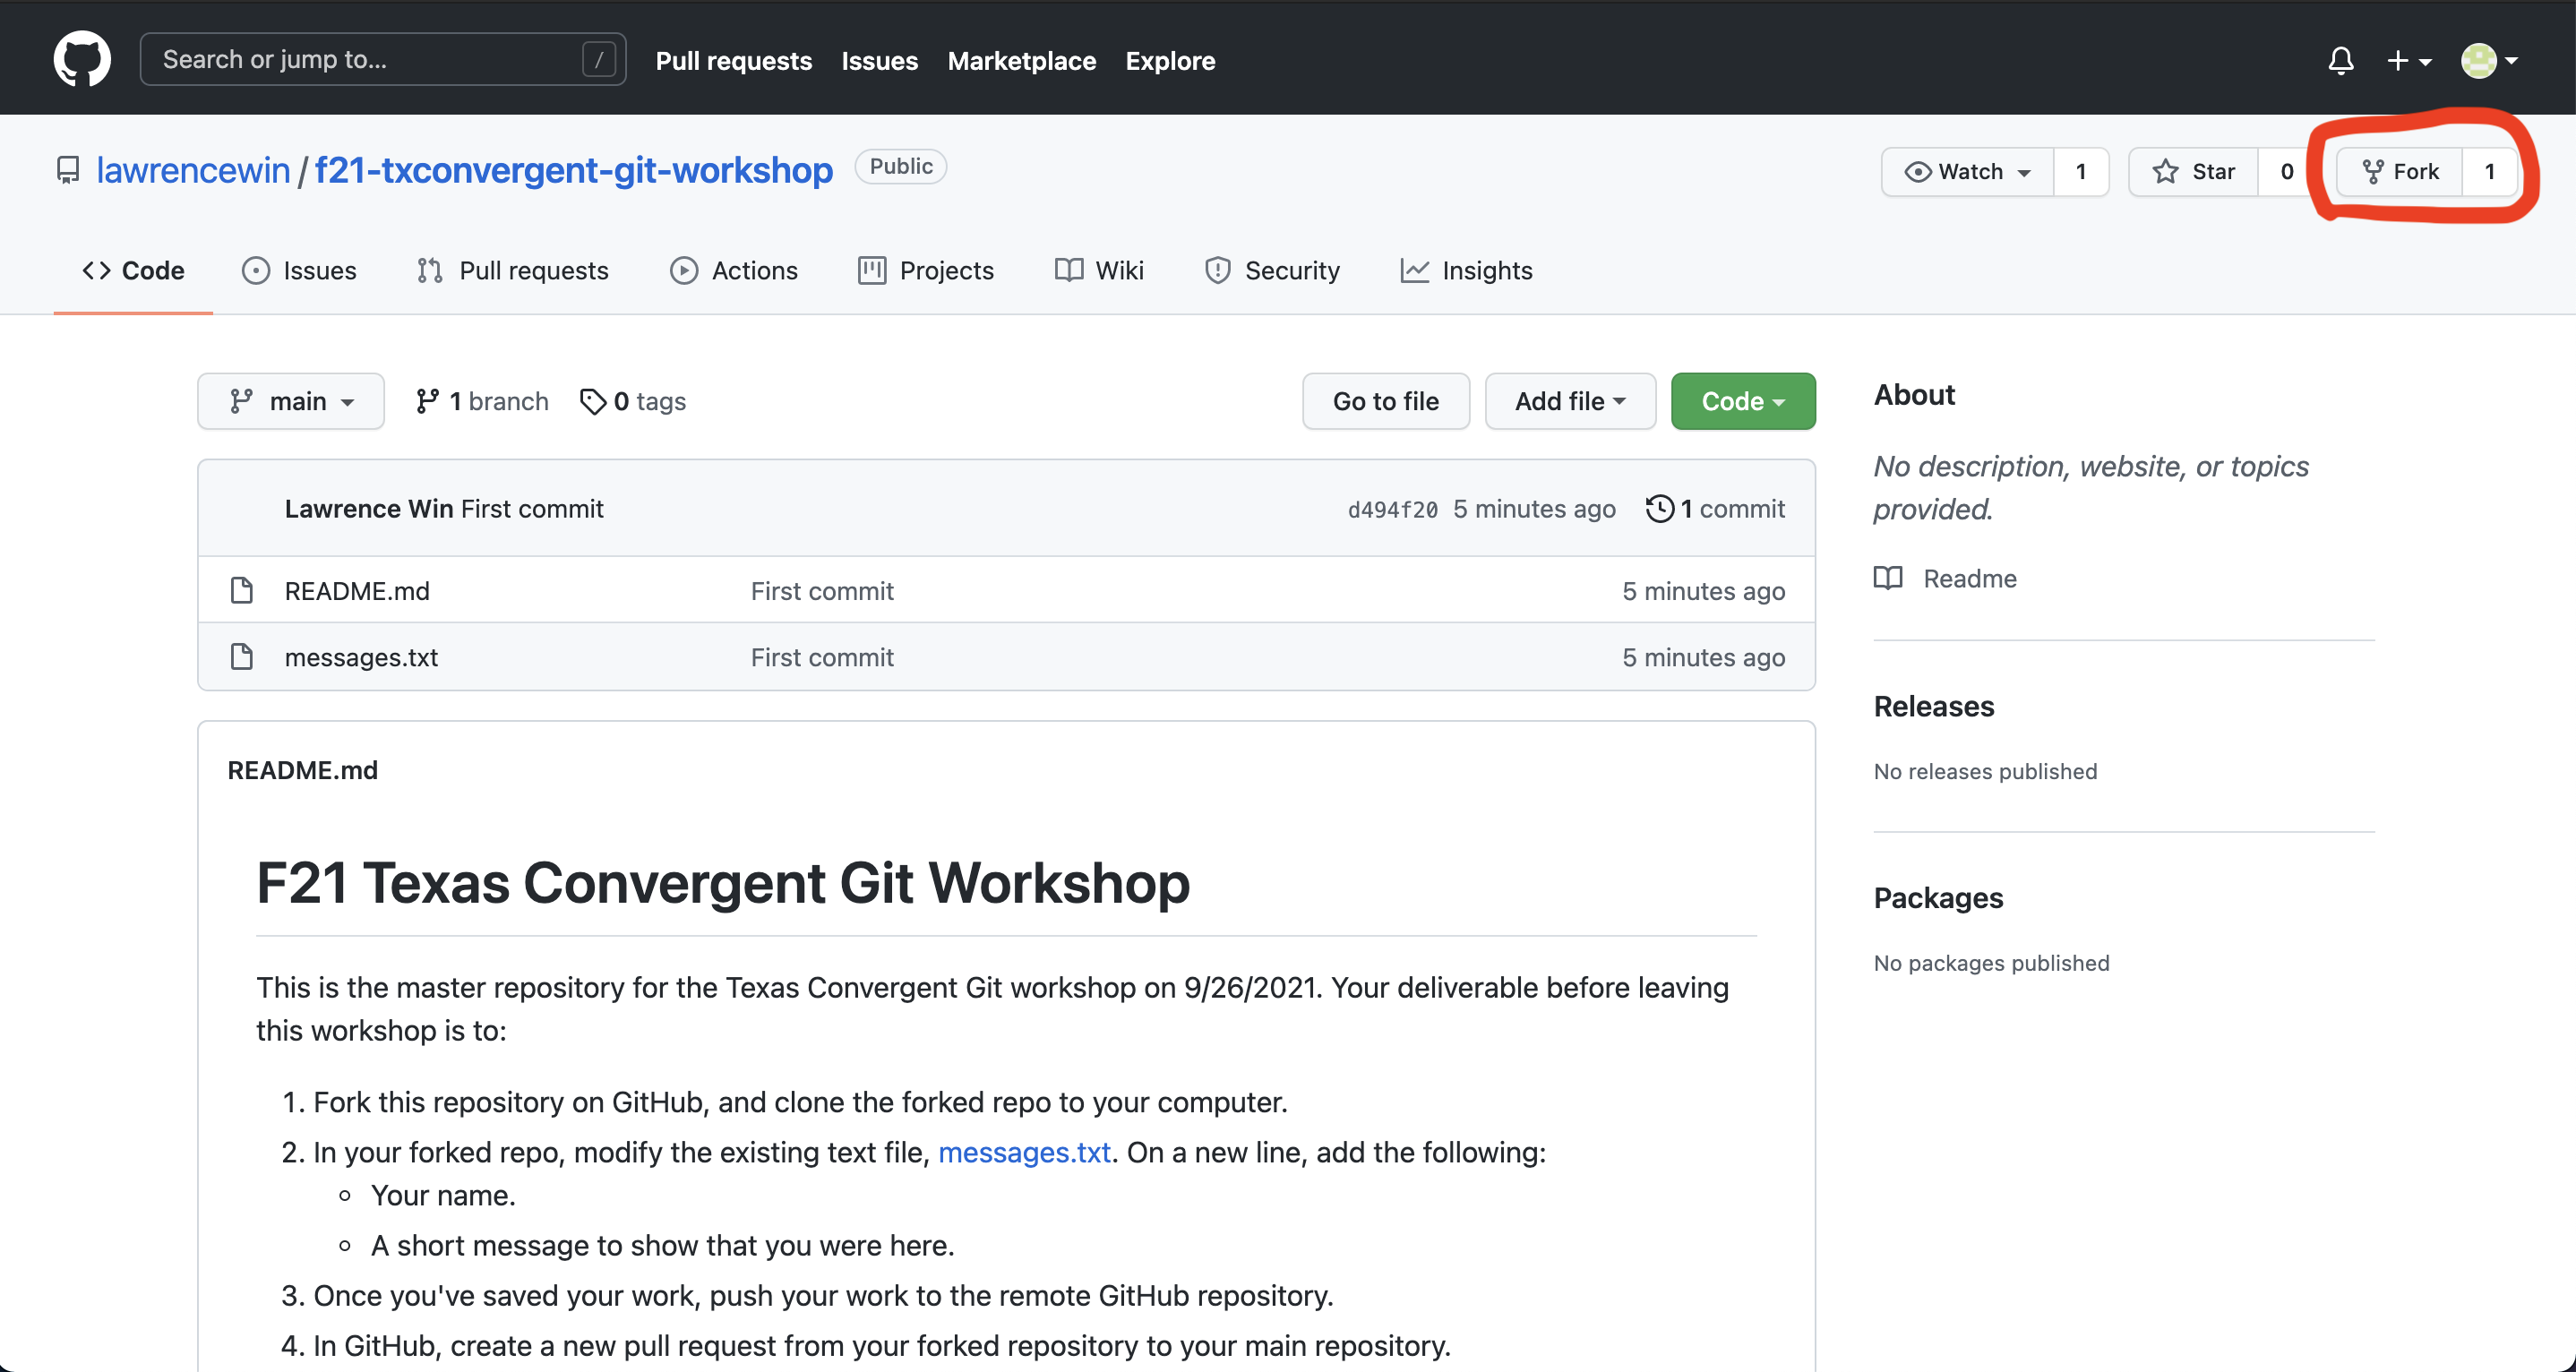 Search or jump to... /
Pull requests Issues Marketplace Explore
lawrencewin / f21-txconvergent-git-workshop Public
Watch 1 Star 0 Fork 1
Code Issues Pull requests Actions Projects Wiki Security Insights
main 1 branch 0 tags Go to file Add file Code
Lawrence Win First commit d494f20 5 minutes ago 1 commit
README.md First commit 5 minutes ago
messages.txt First commit 5 minutes ago
README.md
F21 Texas Convergent Git Workshop
This is the master repository for the Texas Convergent Git workshop on 9/26/2021. Your deliverable before leaving
this workshop is to:
1. Fork this repository on GitHub, and clone the forked repo to your computer.
2. In your forked repo, modify the existing text file, messages.txt. On a new line, add the following:
Your name.
A short message to show that you were here.
3. Once you've saved your work, push your work to the remote GitHub repository.
4. In GitHub, create a new pull request from your forked repository to your main repository.
About
No description, website, or topics
provided.
Readme
Releases
No releases published
Packages
No packages published